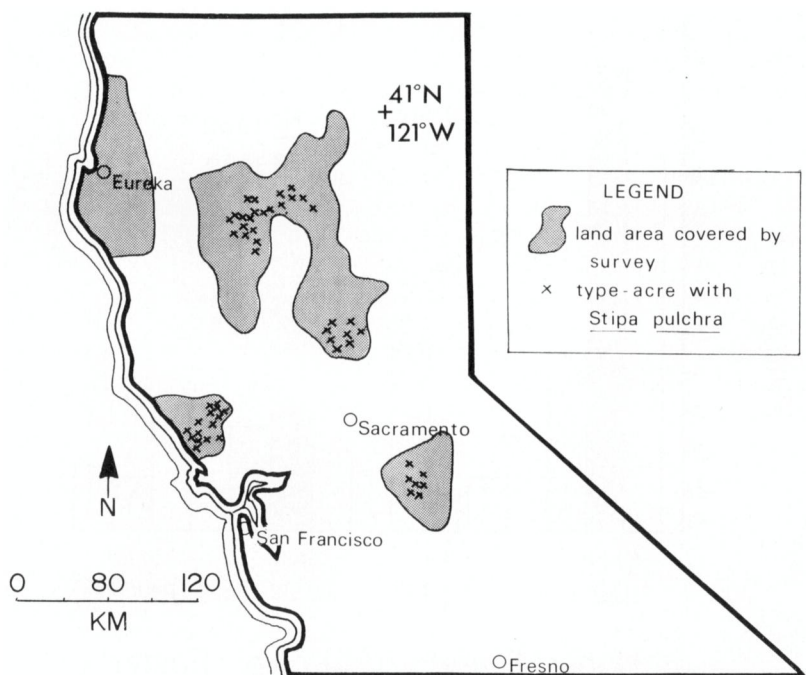 41°N
+
121°W
Eureka
LEGEND
land area covered by
survey
× type-acre with
Stipa pulchra
Sacramento
N
San Francisco
0 80 120
KM
Fresno